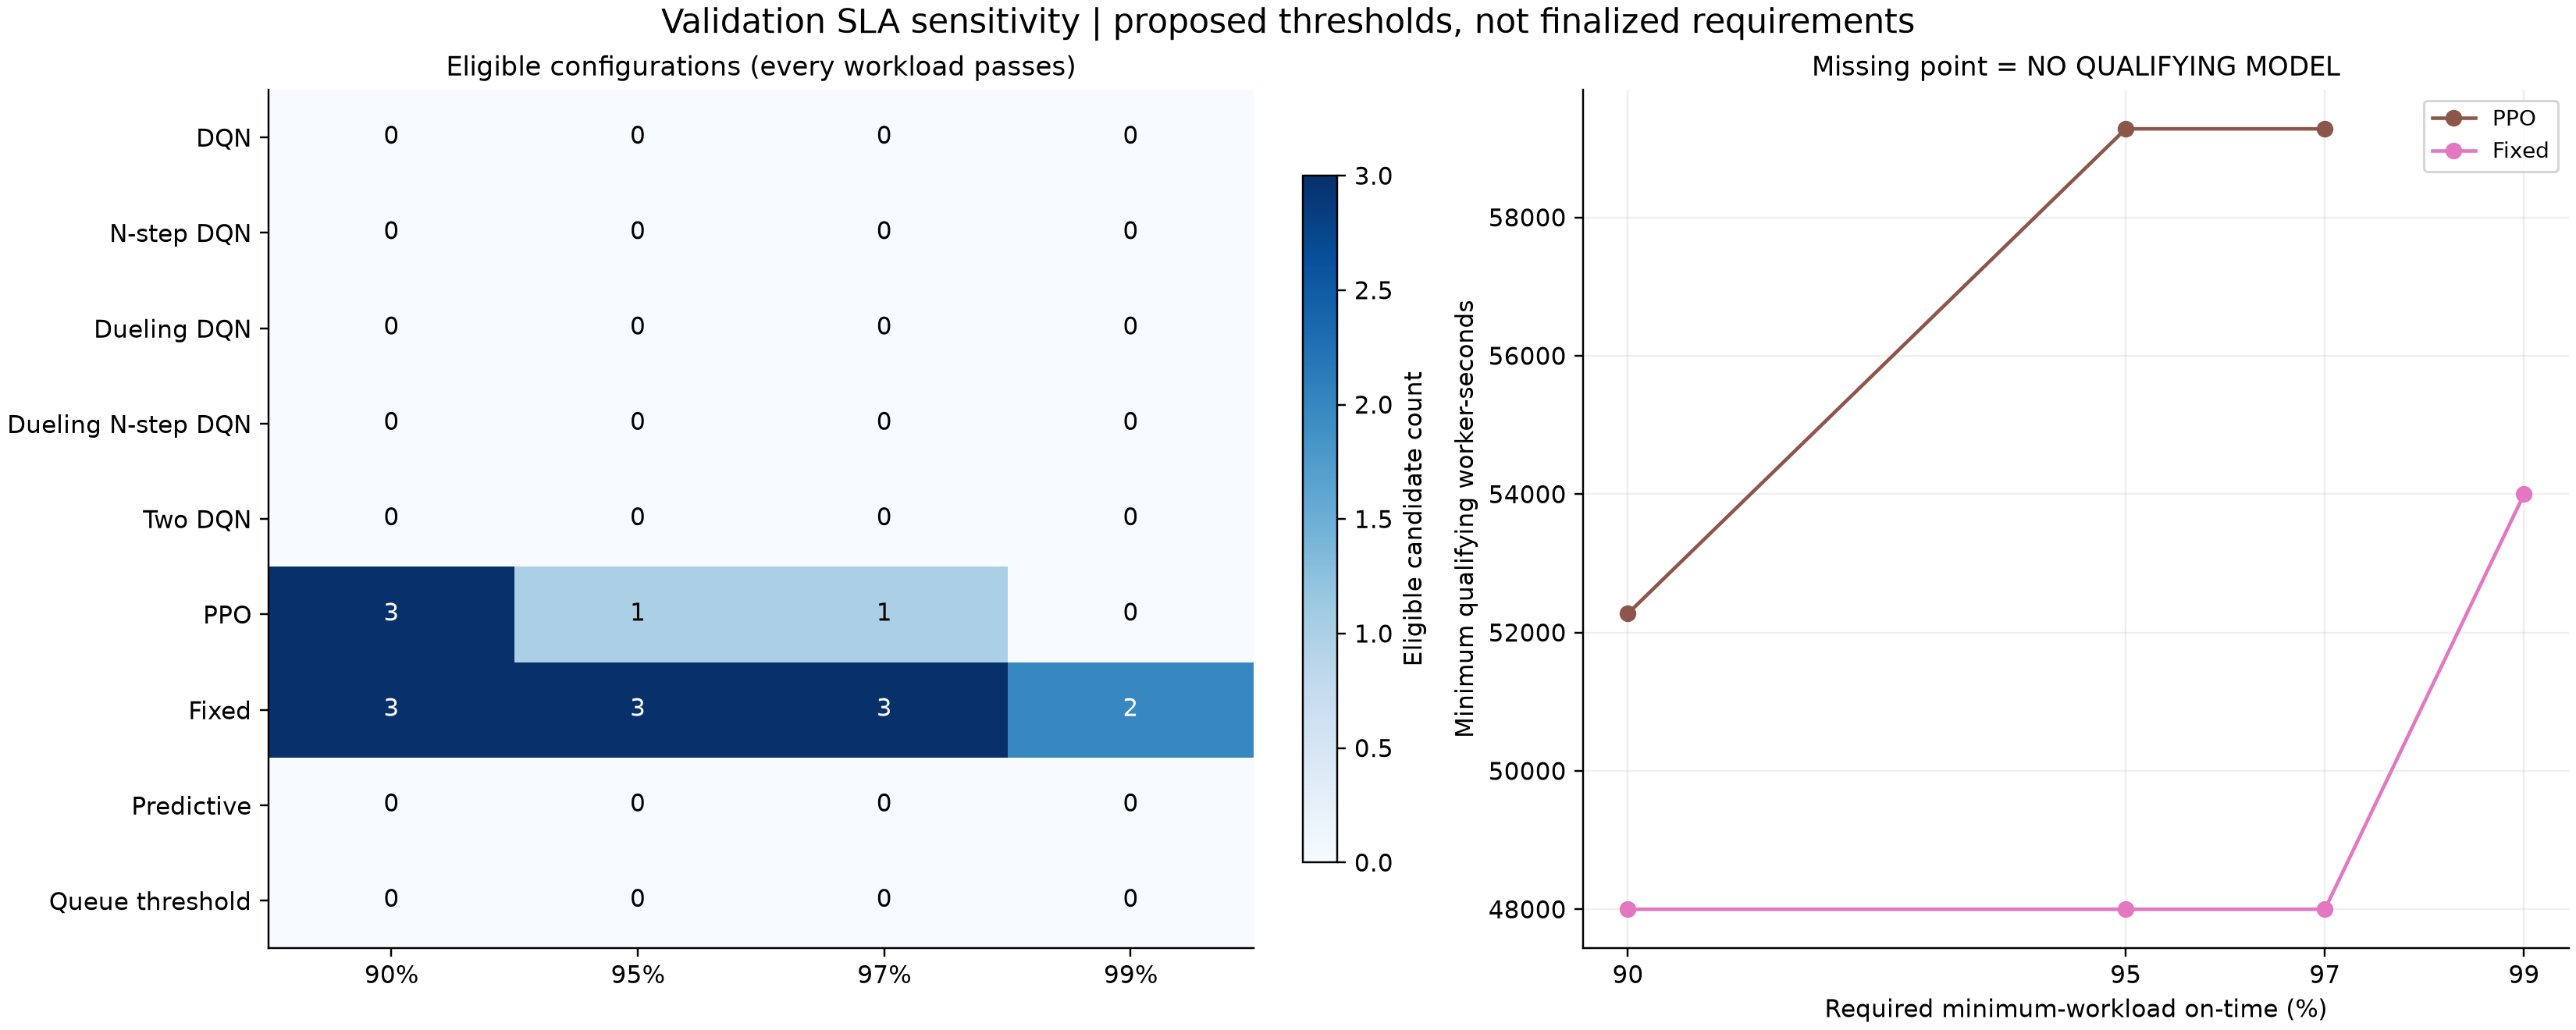 Validation SLA sensitivity | proposed thresholds, not finalized requirements
Eligible configurations (every workload passes)
DQN 0 0 0 0
N-step DQN 0 0 0 0
Dueling DQN 0 0 0 0
Dueling N-step DQN 0 0 0 0
Two DQN 0 0 0 0
PPO 3 1 1 0
Fixed 3 3 3 2
Predictive 0 0 0 0
Queue threshold 0 0 0 0
90% 95% 97% 99%
3.0
2.5
2.0
1.5
1.0
0.5
0.0
Eligible candidate count
Missing point = NO QUALIFYING MODEL
PPO
Fixed
58000
56000
54000
52000
50000
48000
Minimum qualifying worker-seconds
90 95 97 99
Required minimum-workload on-time (%)